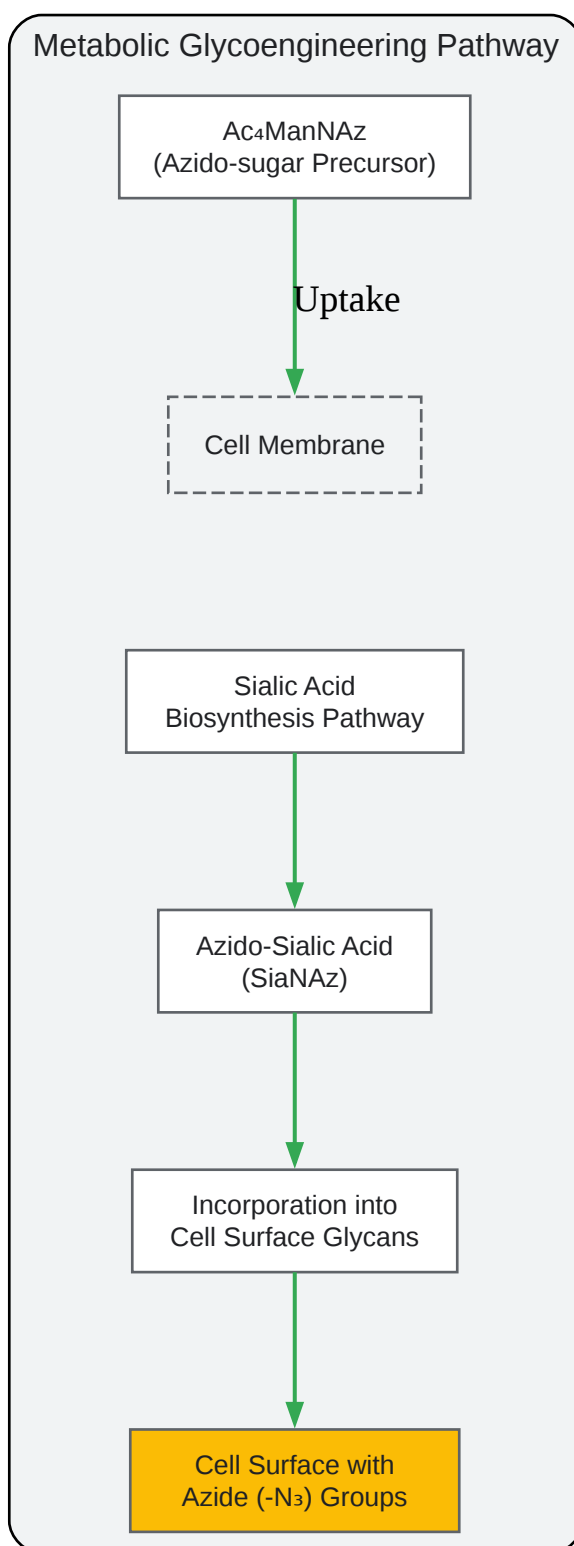 Metabolic Glycoengineering Pathway
Ac₄ManNAz
(Azido-sugar Precursor)
Uptake
Cell Membrane
Sialic Acid
Biosynthesis Pathway
Azido-Sialic Acid
(SiaNAz)
Incorporation into
Cell Surface Glycans
Cell Surface with
Azide (-N₃) Groups